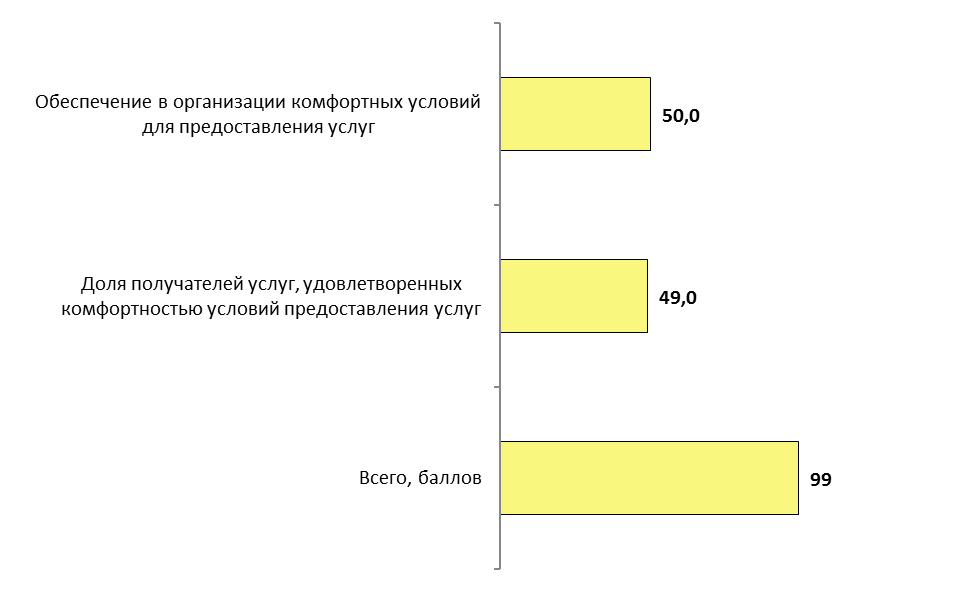 Обеспечение в организации комфортных условий
для предоставления услуг
50,0
Доля получателей услуг, удовлетворенных
комфортностью условий предоставления услуг
49,0
Всего, баллов
99